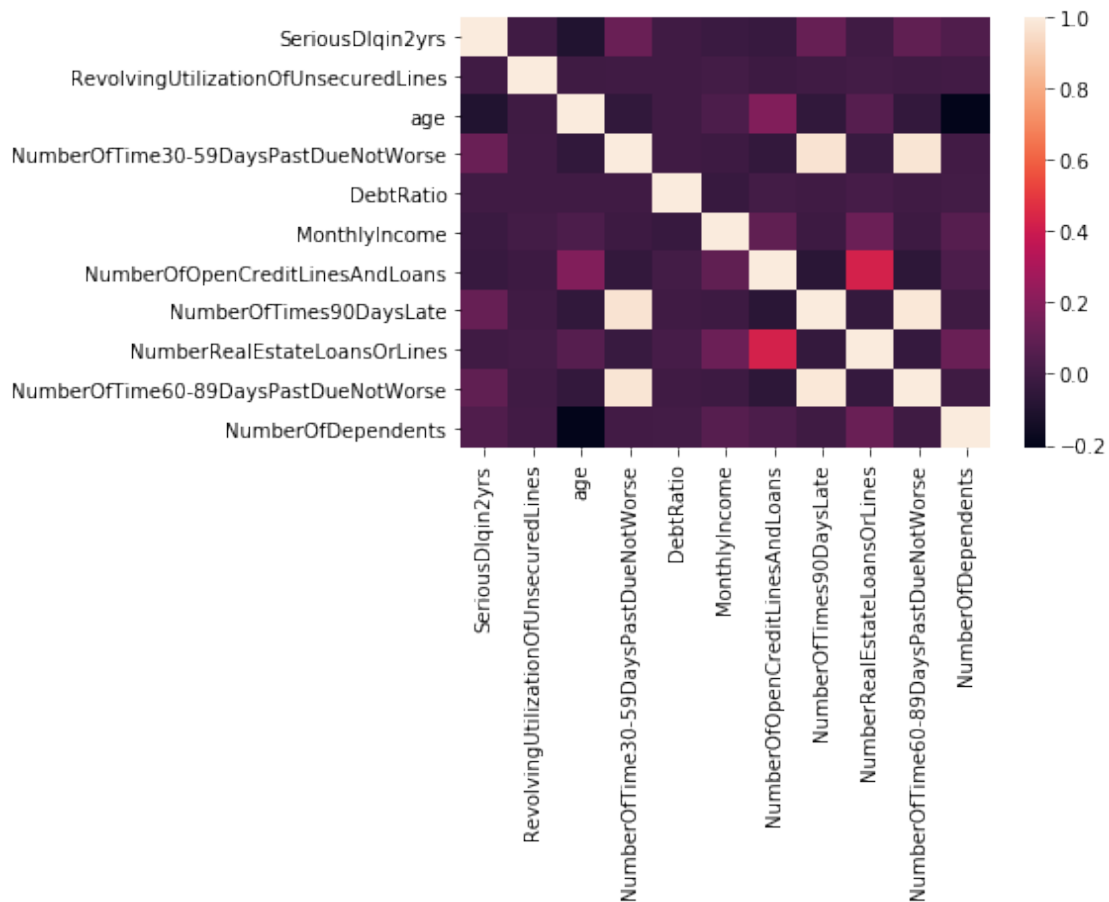 SeriousDlqin2yrs
RevolvingUtilizationOfUnsecuredLines
age
NumberOfTime30-59DaysPastDueNotWorse
DebtRatio
MonthlyIncome
NumberOfOpenCreditLinesAndLoans
NumberOfTimes90DaysLate
NumberRealEstateLoansOrLines
NumberOfTime60-89DaysPastDueNotWorse
NumberOfDependents
SeriousDlqin2yrs
RevolvingUtilizationOfUnsecuredLines
age
NumberOfTime30-59DaysPastDueNotWorse
DebtRatio
MonthlyIncome
NumberOfOpenCreditLinesAndLoans
NumberOfTimes90DaysLate
NumberRealEstateLoansOrLines
NumberOfTime60-89DaysPastDueNotWorse
NumberOfDependents
1.0
0.8
0.6
0.4
0.2
0.0
−0.2